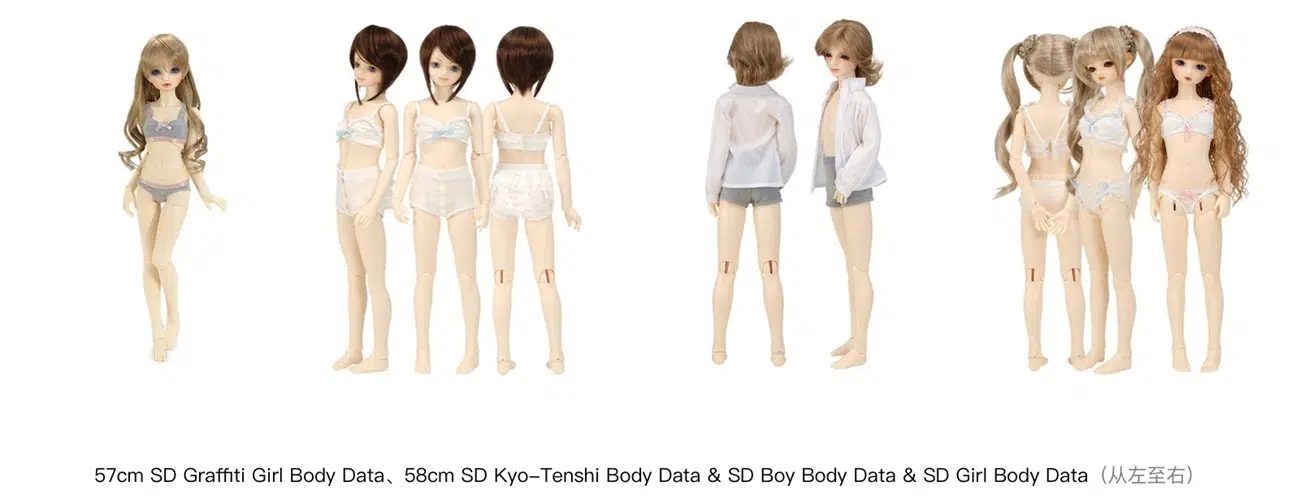 57cm SD Graffiti Girl Body Data、58cm SD Kyo-Tenshi Body Data & SD Boy Body Data & SD Girl Body Data（从左至右）